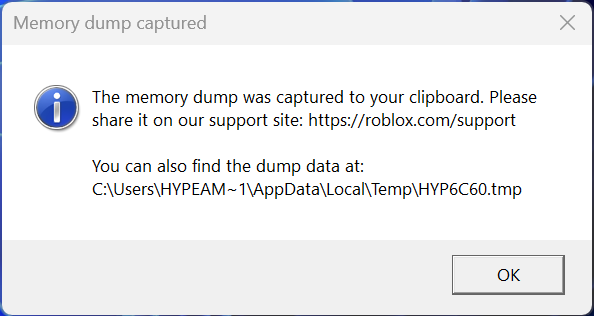 Memory dump captured
The memory dump was captured to your clipboard. Please
share it on our support site: https://roblox.com/support
You can also find the dump data at:
C:\Users\HYPEAM~1\AppData\Local\Temp\HYP6C60.tmp
OK